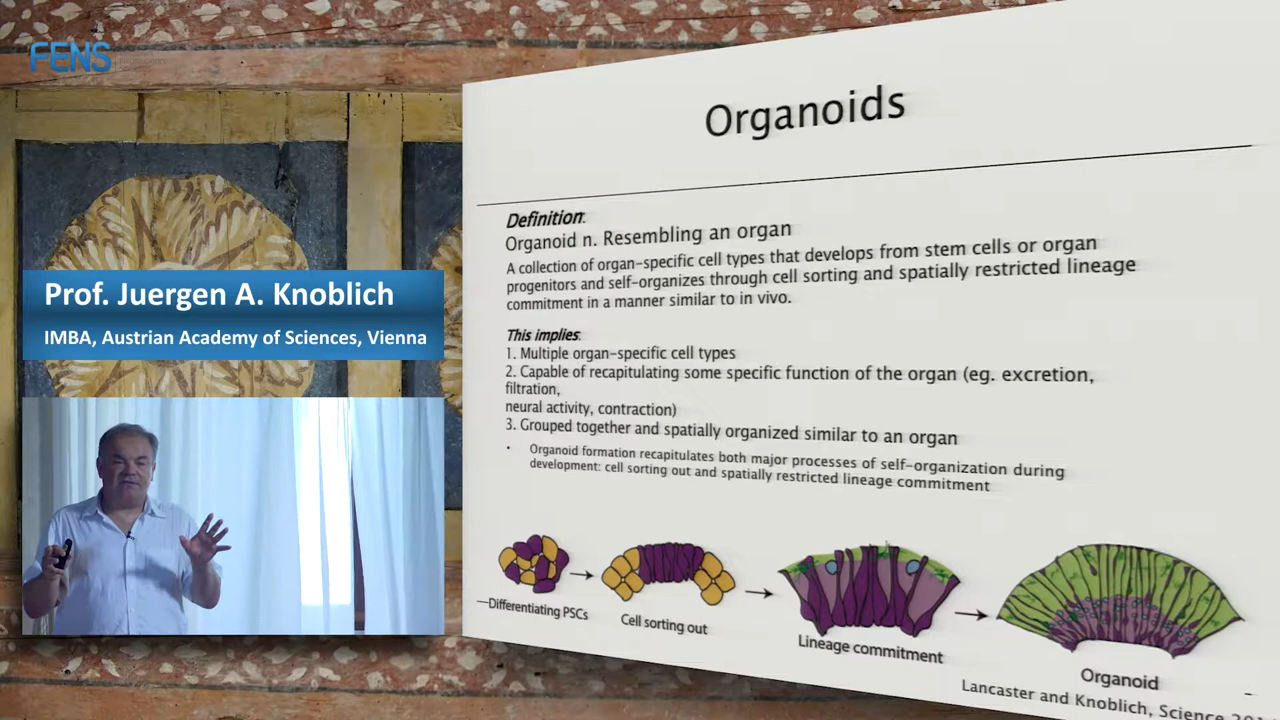 FENS
Organoids
Prof. Juergen A. Knoblich
IMBA, Austrian Academy of Sciences, Vienna
Definition:
Organoid n. Resembling an organ
A collection of organ-specific cell types that develops from stem cells or organ
progenitors and self-organizes through cell sorting and spatially restricted lineage
commitment in a manner similar to in vivo.
This implies:
1. Multiple organ-specific cell types
2. Capable of recapitulating some specific function of the organ (eg. excretion,
filtration,
neural activity, contraction)
3. Grouped together and spatially organized similar to an organ
• Organoid formation recapitulates both major processes of self-organization during
development: cell sorting out and spatially restricted lineage commitment
Differentiating PSCs
Cell sorting out
Lineage commitment
Organoid
Lancaster and Knoblich, Science